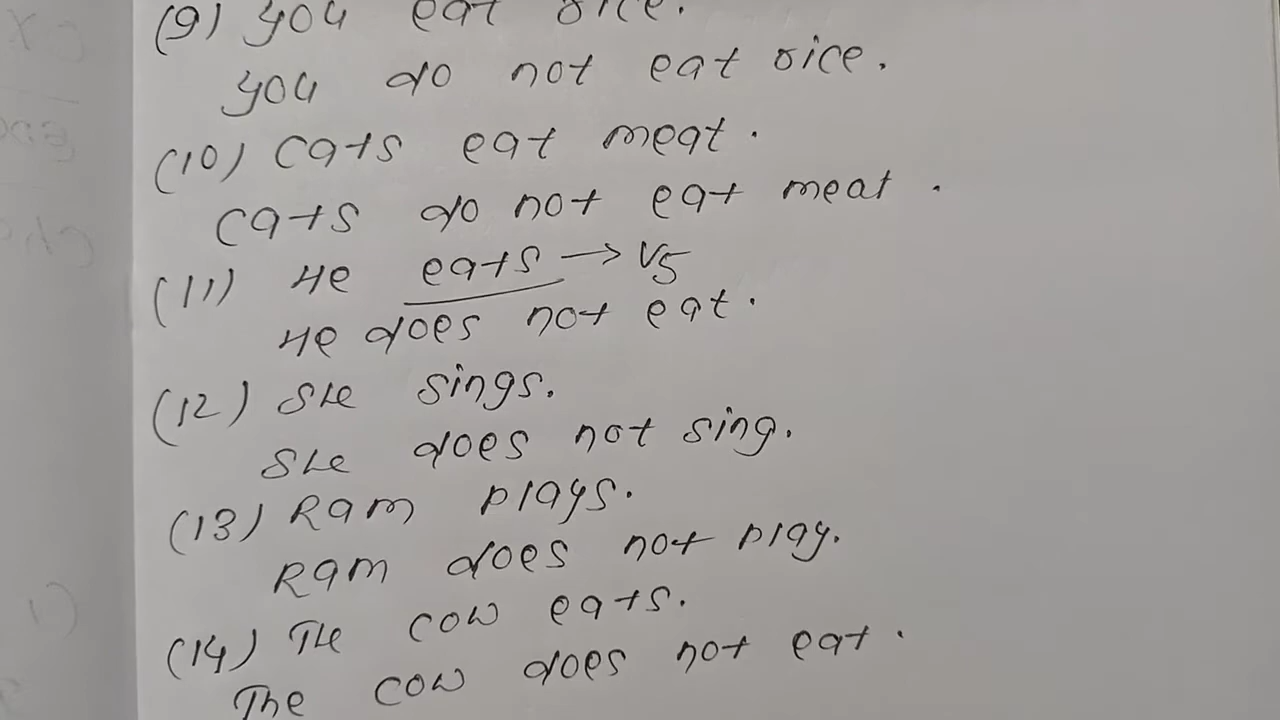 (9) you eat rice.
you do not eat rice.
(10) Cats eat meat.
Cats do not eat meat.
(11) He eats → V5
He does not eat.
(12) She sings.
She does not sing.
(13) Ram plays.
Ram does not play.
(14) The cow eats.
The cow does not eat.